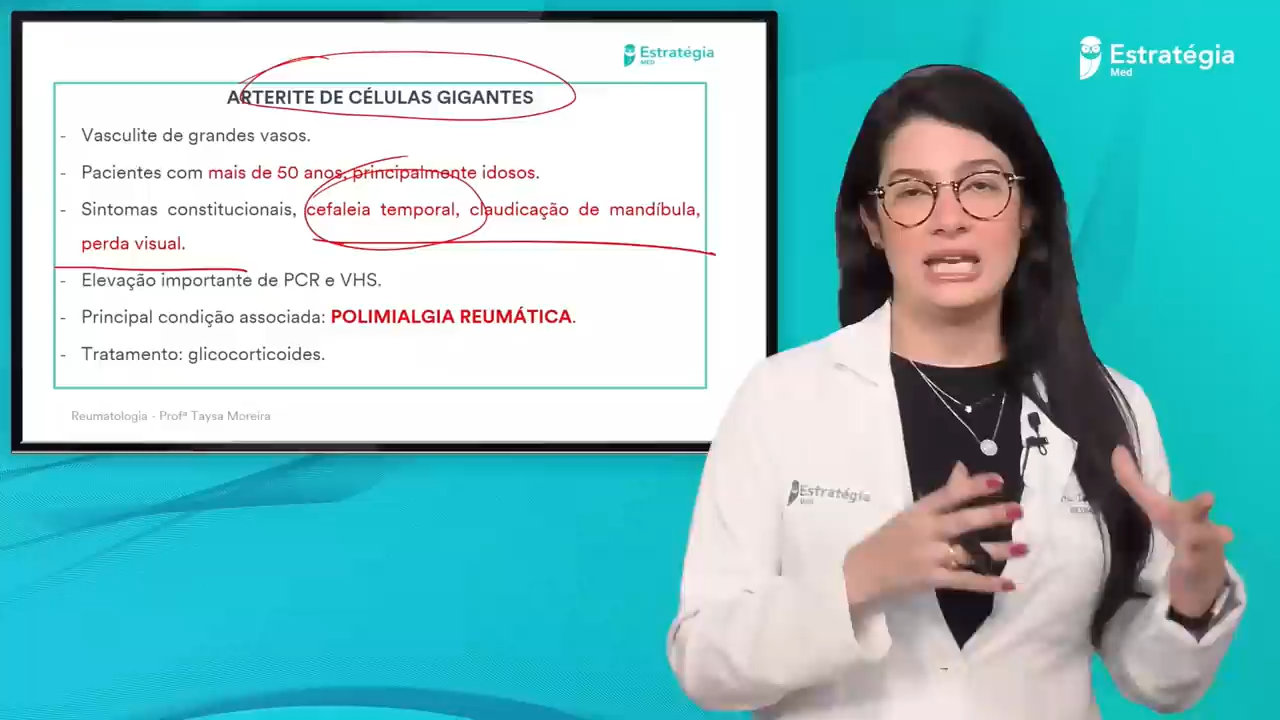 Estratégia
MED
ARTERITE DE CÉLULAS GIGANTES
- Vasculite de grandes vasos.
- Pacientes com mais de 50 anos, principalmente idosos.
- Sintomas constitucionais, cefaleia temporal, claudicação de mandíbula,
perda visual.
- Elevação importante de PCR e VHS.
- Principal condição associada: POLIMIALGIA REUMÁTICA.
- Tratamento: glicocorticoides.
Reumatologia - Profª Taysa Moreira
Estratégia
Med
Estratégia